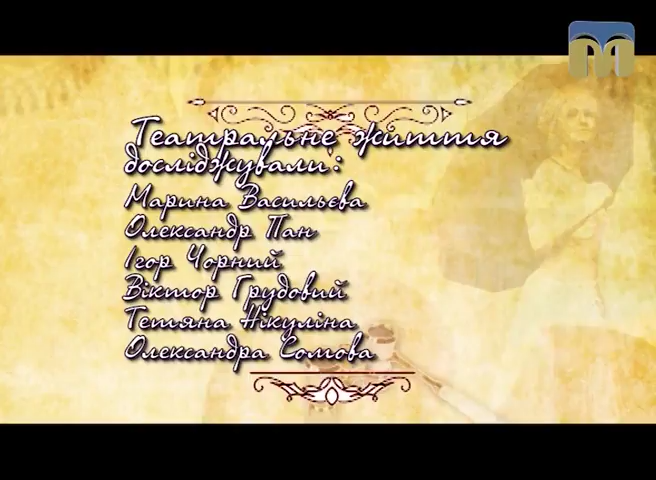 Театральне життя
досліджували:
Марина Васильєва
Олександр Пан
Ігор Чорний
Віктор Грудовий
Тетяна Нікуліна
Олександра Сомова